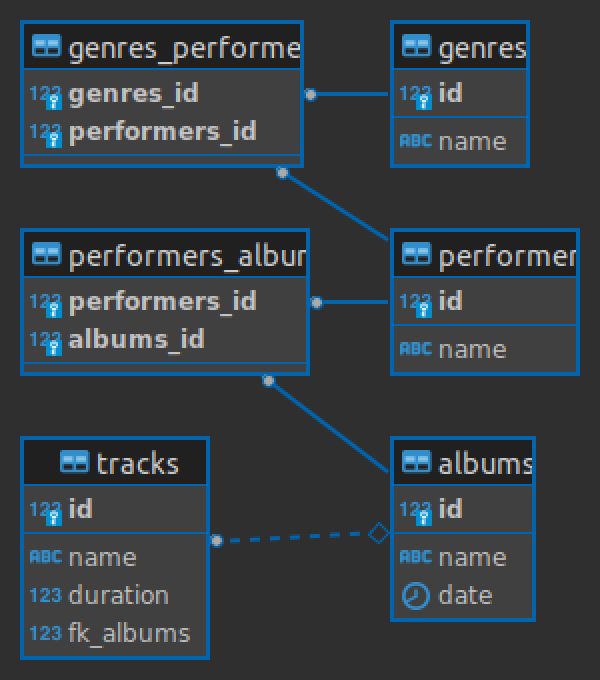 genres_performe
123 genres_id
123 performers_id
genres
123 id
ABC name
performers_albur
123 performers_id
123 albums_id
performer
123 id
ABC name
tracks
123 id
ABC name
123 duration
123 fk_albums
albums
123 id
ABC name
date